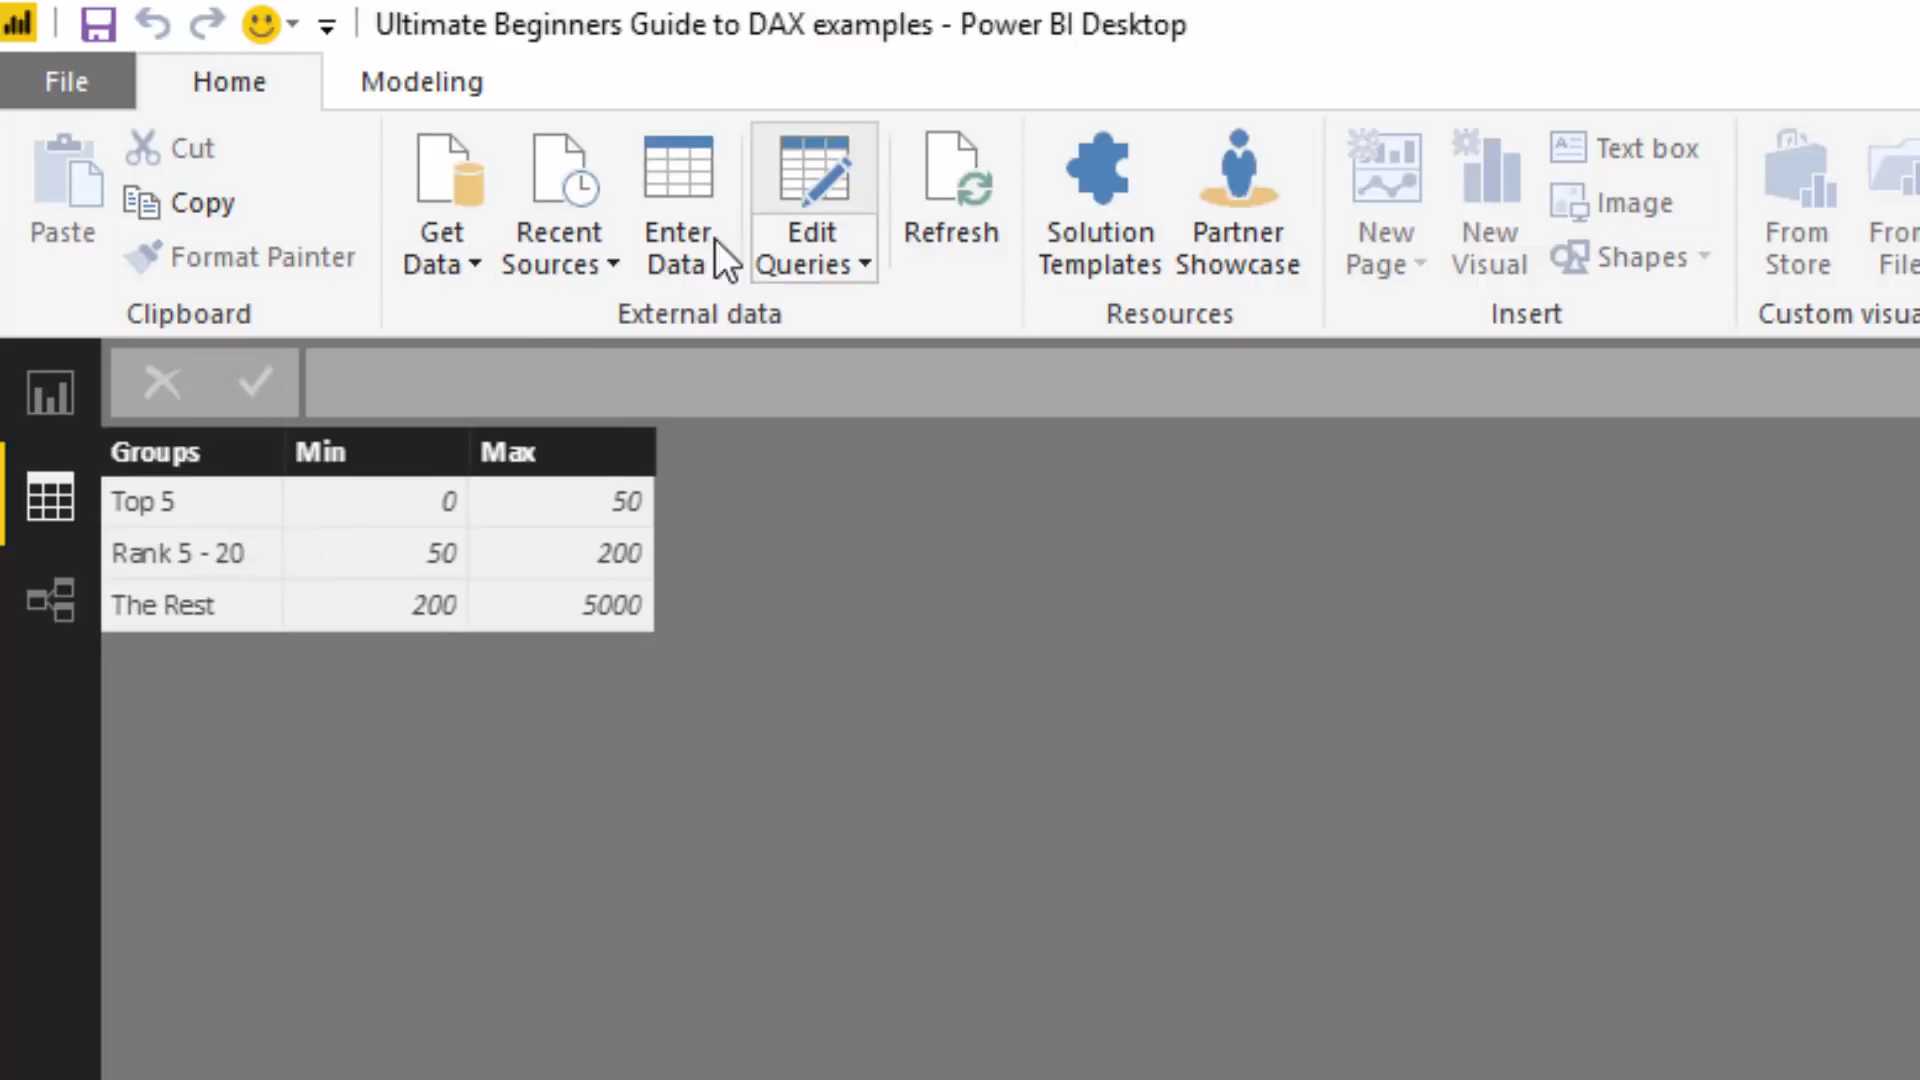 Ultimate Beginners Guide to DAX examples - Power BI Desktop
File Home Modeling
Paste
Cut
Copy
Format Painter
Clipboard
Get
Data
Recent
Sources
Enter
Data
Edit
Queries
Refresh
External data
Solution
Templates
Partner
Showcase
Resources
New
Page
New
Visual
Text box
Image
Shapes
Insert
From
Store
File
Groups Min Max
Top 5 0 50
Rank 5 - 20 50 200
The Rest 200 5000